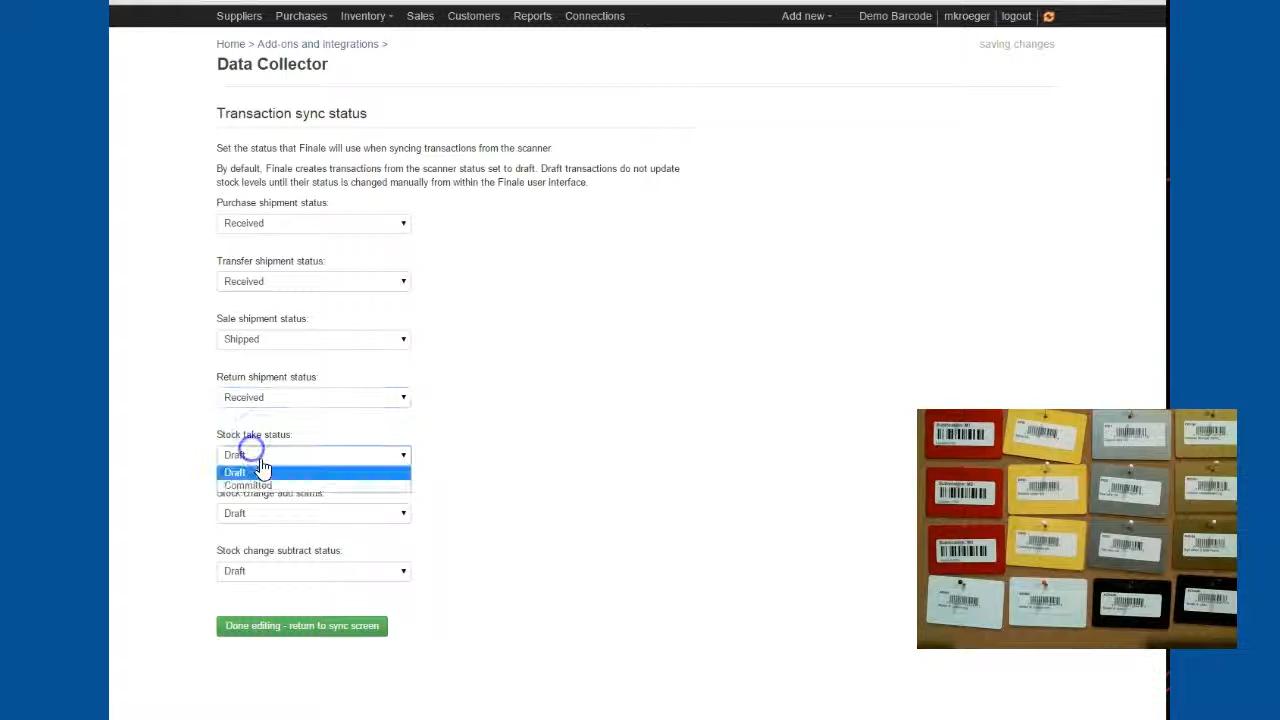 Suppliers Purchases Inventory Sales Customers Reports Connections Add new Demo Barcode mkroeger logout
Home > Add-ons and integrations >
saving changes
Data Collector
Transaction sync status
Set the status that Finale will use when syncing transactions from the scanner
By default, Finale creates transactions from the scanner status set to draft. Draft transactions do not update
stock levels until their status is changed manually from within the Finale user interface.
Purchase shipment status:
Received
Transfer shipment status:
Received
Sale shipment status:
Shipped
Return shipment status:
Received
Stock take status:
Draft
Draft
Committed
Stock change add status:
Draft
Stock change subtract status:
Draft
Done editing - return to sync screen